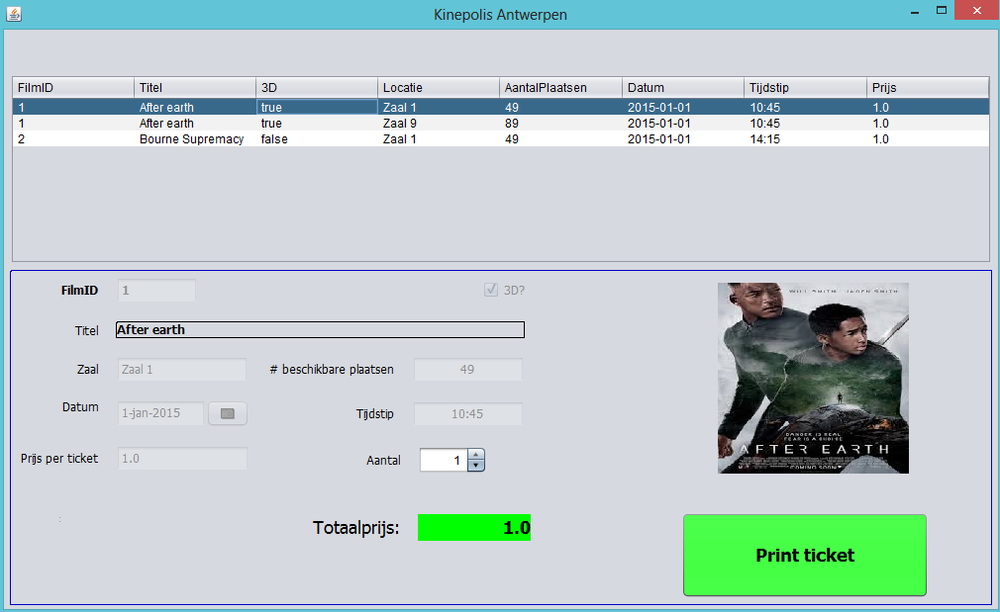 Kinepolis Antwerpen
FilmID Titel 3D Locatie AantalPlaatsen Datum Tijdstip Prijs
1 After earth true Zaal 1 49 2015-01-01 10:45 1.0
1 After earth true Zaal 9 89 2015-01-01 10:45 1.0
2 Bourne Supremacy false Zaal 1 49 2015-01-01 14:15 1.0
FilmID 1 3D?
Titel After earth
Zaal Zaal 1 # beschikbare plaatsen 49
Datum 1-jan-2015 Tijdstip 10:45
Prijs per ticket 1.0 Aantal 1
Totaalprijs: 1.0
WILL SMITH JADEN SMITH
DANGER IS REAL
FEAR IS A CHOICE
AFTER EARTH
COMING SOON
Print ticket